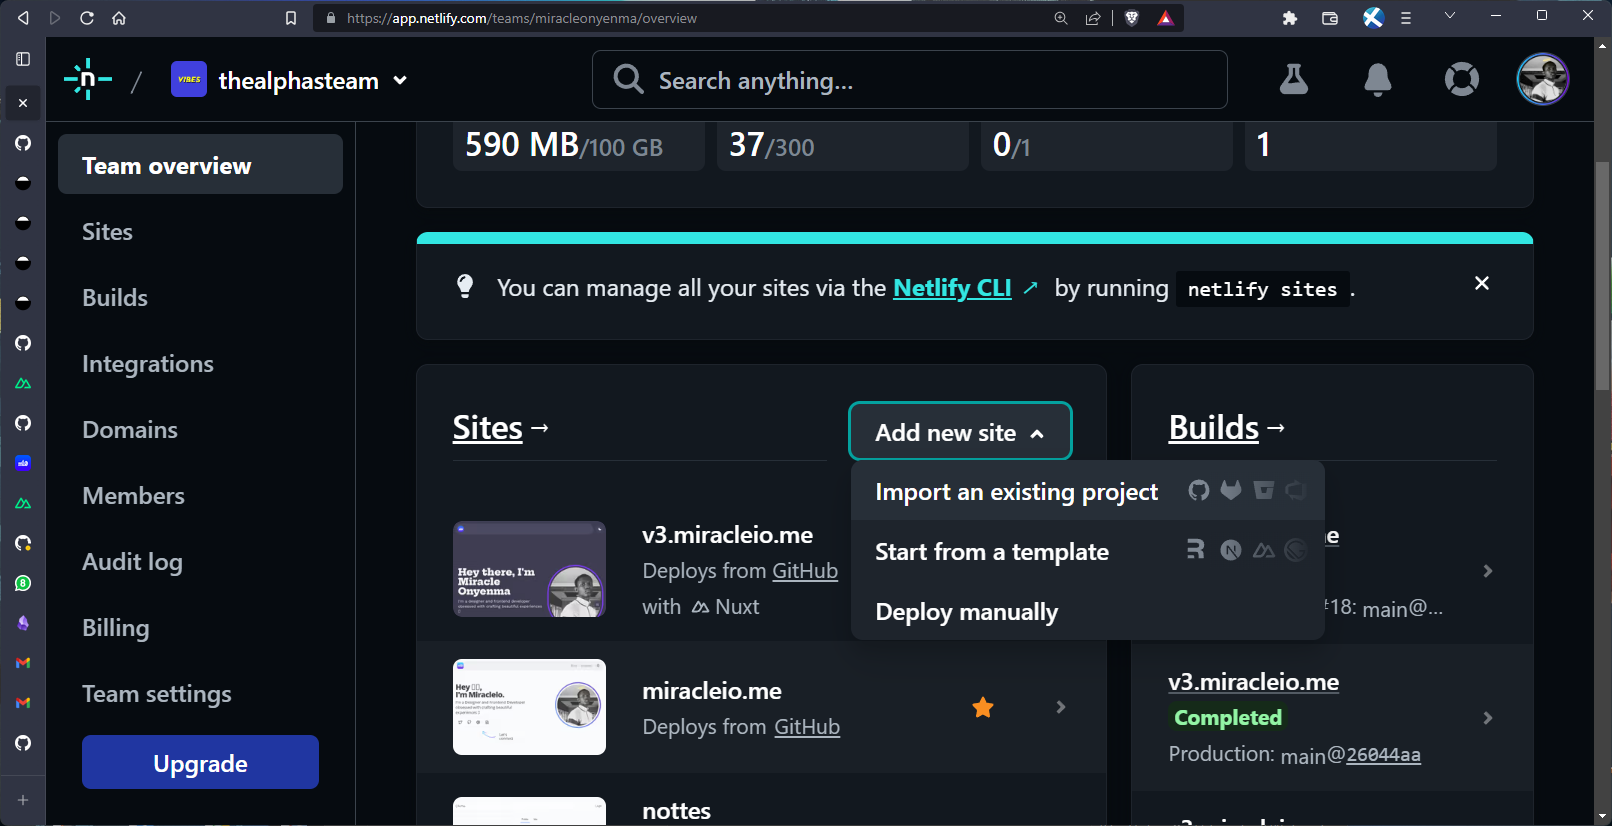 https://app.netlify.com/teams/miracleonyenma/overview
n / VIBES thealphasteam
Search anything...
Team overview
Sites
Builds
Integrations
Domains
Members
Audit log
Billing
Team settings
Upgrade
590 MB/100 GB
37/300
0/1
1
You can manage all your sites via the Netlify CLI ↗ by running netlify sites .
Sites →
Add new site
Import an existing project
Start from a template
Deploy manually
Hey there, I'm
Miracle
Onyenma
v3.miracleio.me
Deploys from GitHub
with Nuxt
Hey
I'm Miracleio.
miracleio.me
Deploys from GitHub
nottes
Builds →
#18: main@...
v3.miracleio.me
Completed
Production: main@26044aa
8